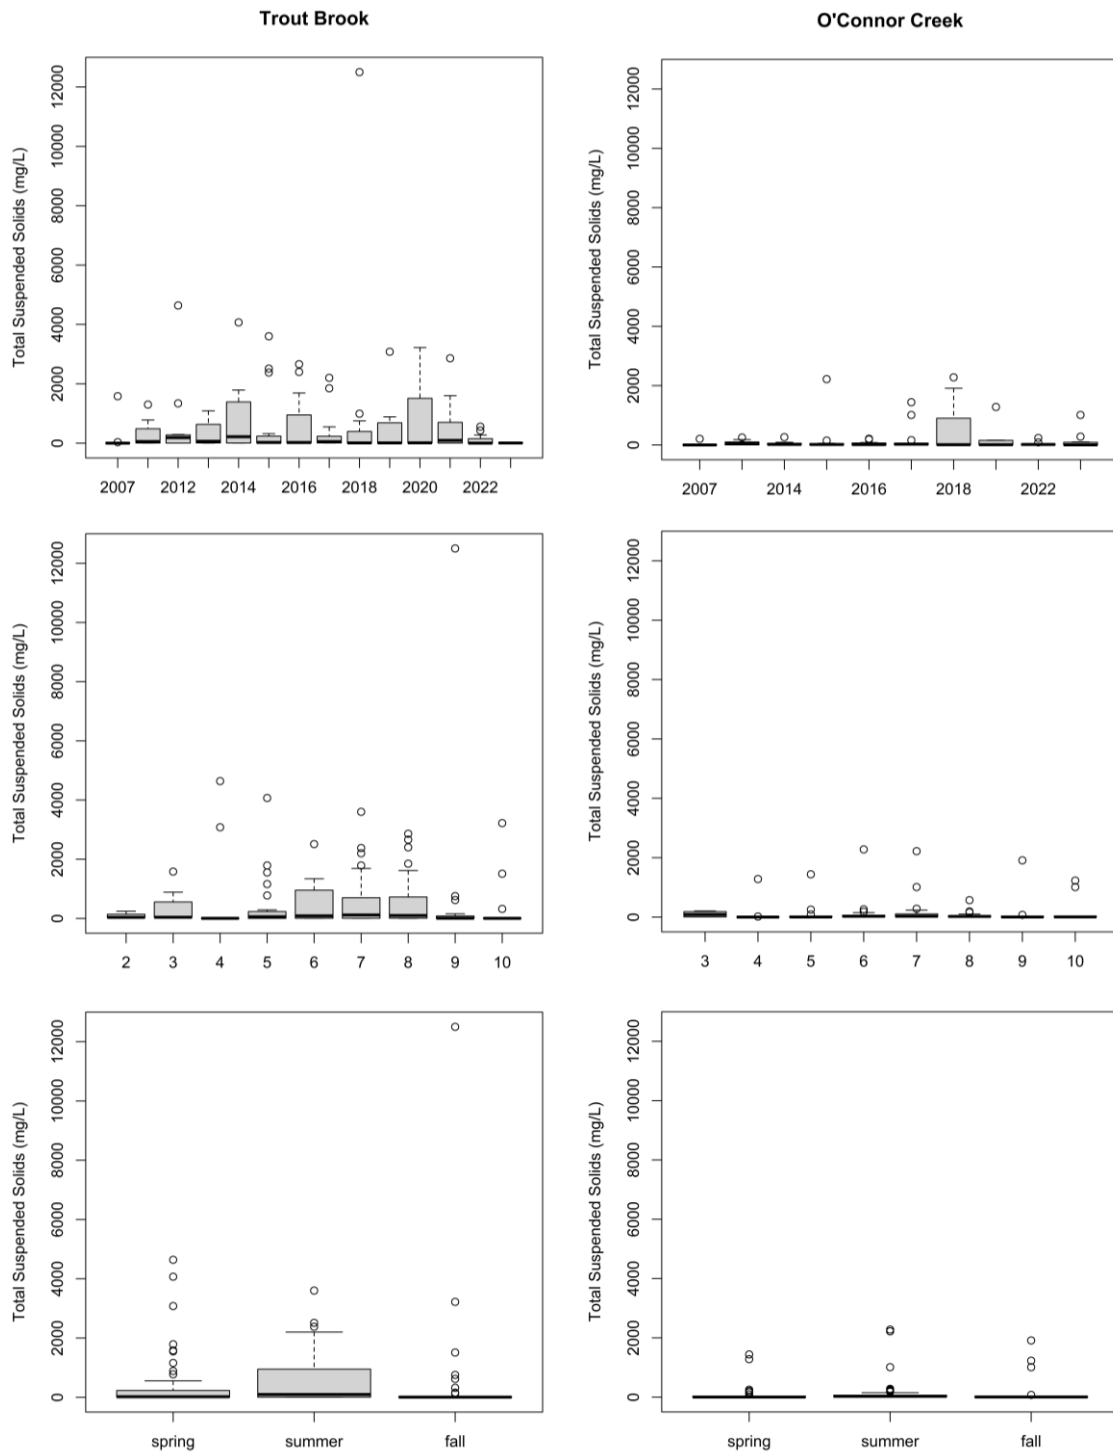 Trout Brook
O'Connor Creek
Total Suspended Solids (mg/L)
0 2000 4000 6000 8000 10000 12000
2007 2012 2014 2016 2018 2020 2022
Total Suspended Solids (mg/L)
0 2000 4000 6000 8000 10000 12000
2007 2014 2016 2018 2022
Total Suspended Solids (mg/L)
0 2000 4000 6000 8000 10000 12000
2 3 4 5 6 7 8 9 10
Total Suspended Solids (mg/L)
0 2000 4000 6000 8000 10000 12000
3 4 5 6 7 8 9 10
Total Suspended Solids (mg/L)
0 2000 4000 6000 8000 10000 12000
spring summer fall
Total Suspended Solids (mg/L)
0 2000 4000 6000 8000 10000 12000
spring summer fall